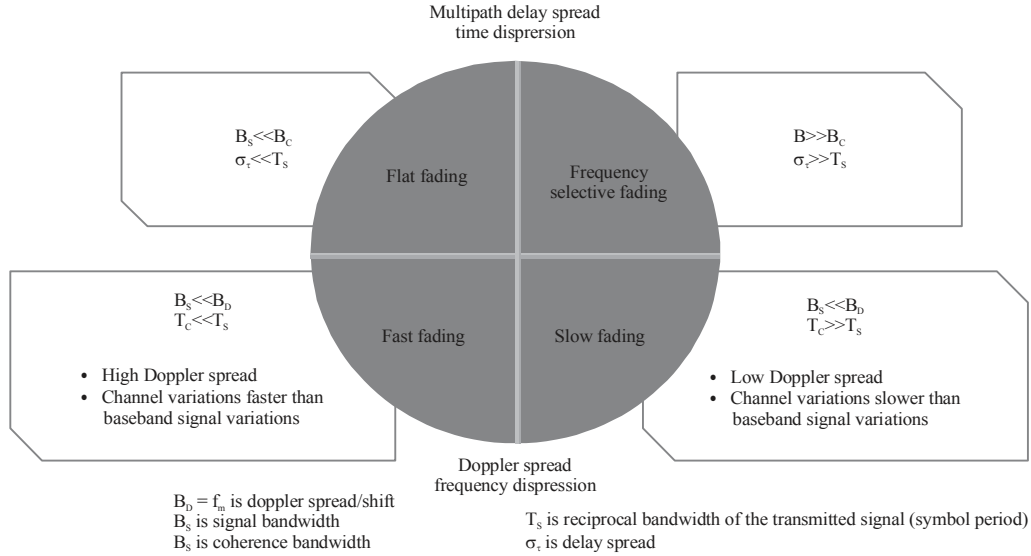 Multipath delay spread
time disprersion
B_S<<B_C
σ_τ<<T_S
Flat fading
Frequency
selective fading
B>>B_C
σ_τ>>T_S
B_S<<B_D
T_C<<T_S
• High Doppler spread
• Channel variations faster than
baseband signal variations
Fast fading
Slow fading
B_S<<B_D
T_C>>T_S
• Low Doppler spread
• Channel variations slower than
baseband signal variations
Doppler spread
frequency dispression
B_D = f_m is doppler spread/shift
B_S is signal bandwidth
B_S is coherence bandwidth
T_S is reciprocal bandwidth of the transmitted signal (symbol period)
σ_τ is delay spread